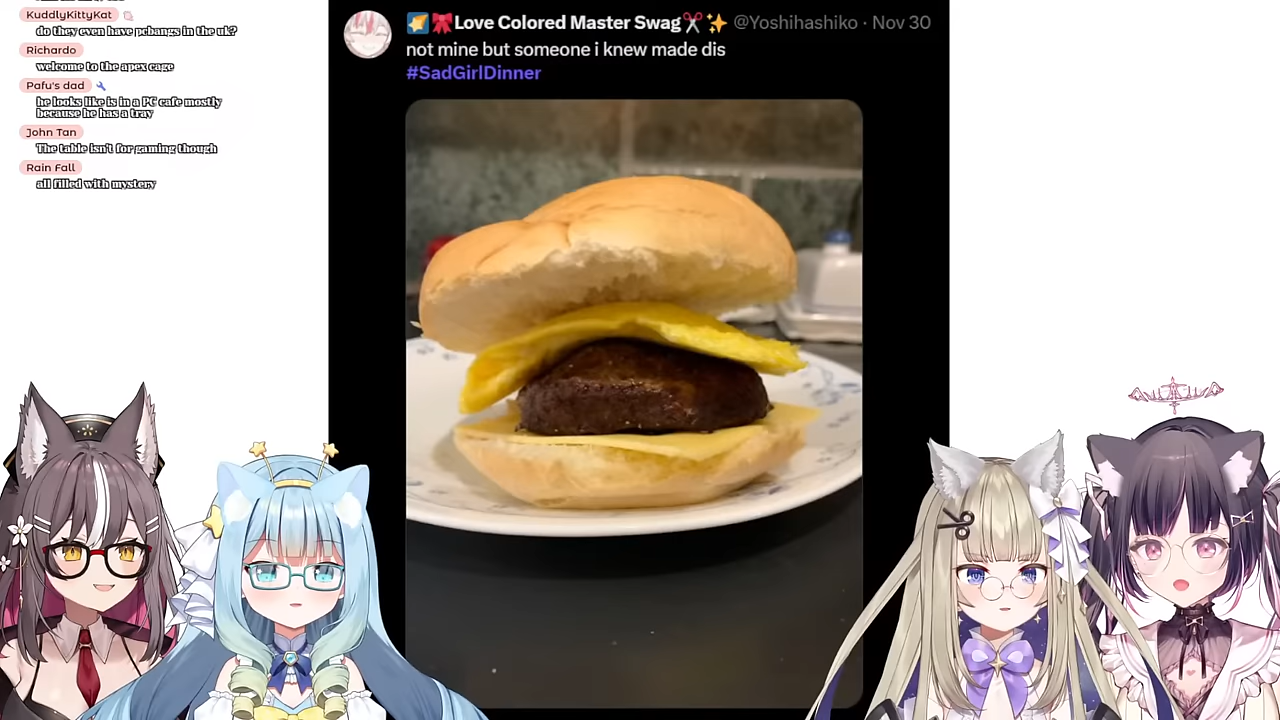 KuddlyKittyKat
do they even have pcbangs in the uk?
Richardo
welcome to the apex cage
Pafu's dad
he looks like is in a PC cafe mostly
because he has a tray
John Tan
The table isn't for gaming though
Rain Fall
all filled with mystery
Love Colored Master Swag @Yoshihashiko · Nov 30
not mine but someone i knew made dis
#SadGirlDinner